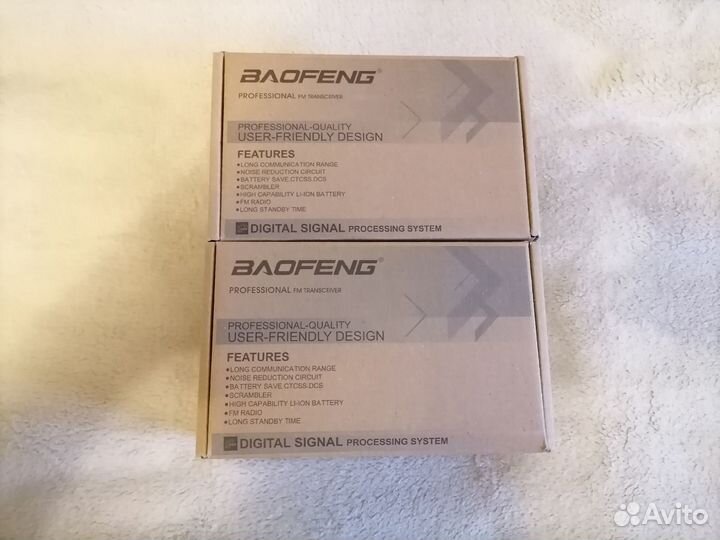 BAOFENG®
PROFESSIONAL FM TRANSCEIVER
PROFESSIONAL-QUALITY
USER-FRIENDLY DESIGN
FEATURES
●LONG COMMUNICATION RANGE
●NOISE REDUCTION CIRCUIT
●BATTERY SAVE,CTCSS.DCS
●SCRAMBLER
●HIGH CAPABILITY LI-ION BATTERY
●FM RADIO
●LONG STANDBY TIME
DIGITAL SIGNAL PROCESSING SYSTEM
BAOFENG®
PROFESSIONAL FM TRANSCEIVER
PROFESSIONAL-QUALITY
USER-FRIENDLY DESIGN
FEATURES
●LONG COMMUNICATION RANGE
●NOISE REDUCTION CIRCUIT
●BATTERY SAVE,CTCSS.DCS
●SCRAMBLER
●HIGH CAPABILITY LI-ION BATTERY
●FM RADIO
●LONG STANDBY TIME
DIGITAL SIGNAL PROCESSING SYSTEM
Avito